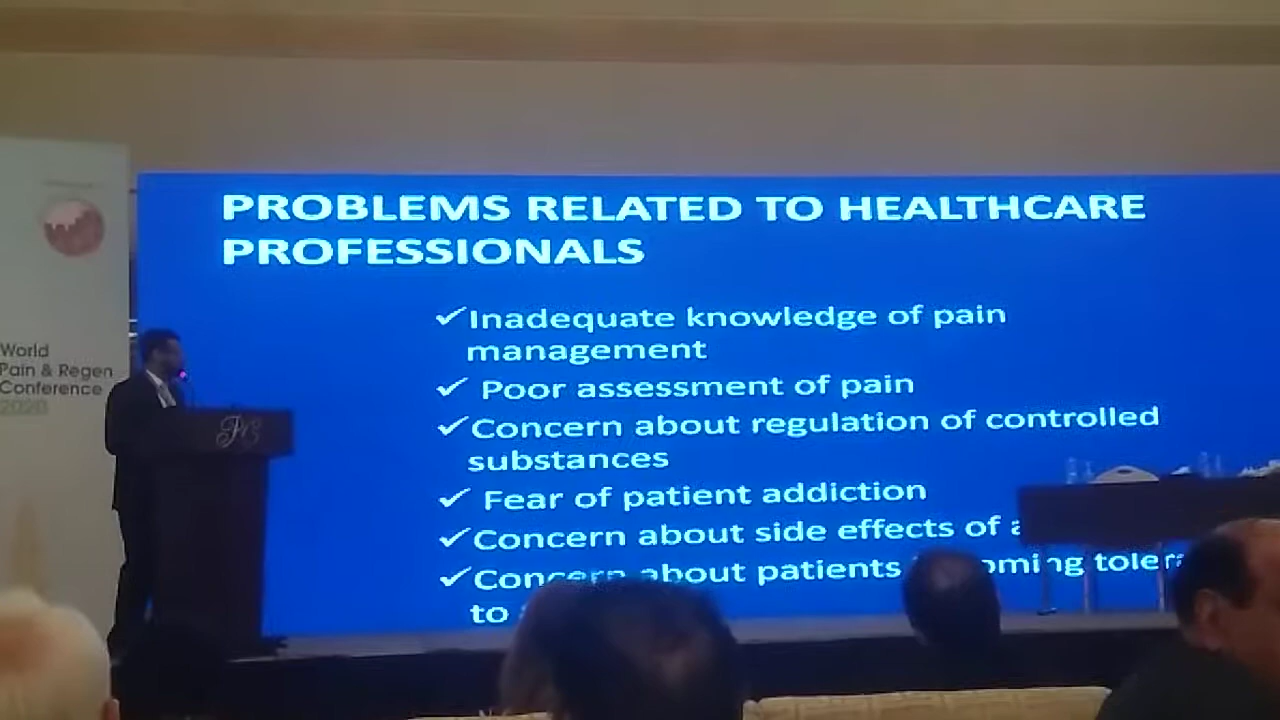 PROBLEMS RELATED TO HEALTHCARE
PROFESSIONALS
✓Inadequate knowledge of pain
management
✓ Poor assessment of pain
✓Concern about regulation of controlled
substances
✓ Fear of patient addiction
✓Concern about side effects of
✓Concern about patients
to
World
Pain & Regen
Conference
2020